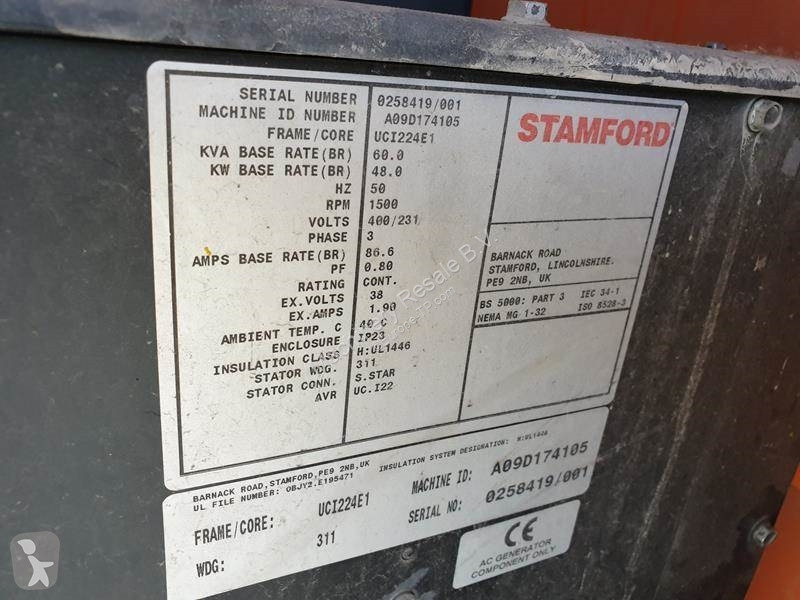 SERIAL NUMBER 0258419/001
MACHINE ID NUMBER A09D174105
FRAME/CORE UCI224E1
KVA BASE RATE(BR) 60.0
KW BASE RATE(BR) 48.0
HZ 50
RPM 1500
VOLTS 400/231
PHASE 3
AMPS BASE RATE(BR) 86.6
PF 0.80
RATING CONT.
EX.VOLTS 38
EX.AMPS 1.90
AMBIENT TEMP. C 40 C
ENCLOSURE IP23
INSULATION CLASS H:UL1446
STATOR WDG. 311
STATOR CONN. S.STAR
AVR UC.I22
STAMFORD
BARNACK ROAD
STAMFORD, LINCOLNSHIRE.
PE9 2NB, UK
BS 5000: PART 3 IEC 34-1
NEMA MG 1-32 ISO 8528-3
Resale B.V.
BARNACK ROAD,STAMFORD,PE9 2NB,UK INSULATION SYSTEM DESIGNATION: H:UL1446
UL FILE NUMBER: OBJY2.E195471
FRAME/CORE: UCI224E1 MACHINE ID: A09D174105
WDG: 311 SERIAL NO: 0258419/001
CE
AC GENERATOR
COMPONENT ONLY